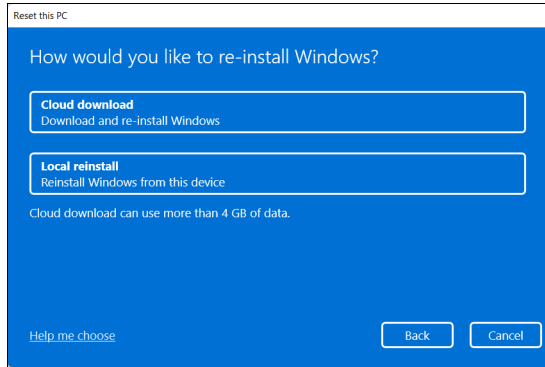 Reset this PC
How would you like to re-install Windows?
Cloud download
Download and re-install Windows
Local reinstall
Reinstall Windows from this device
Cloud download can use more than 4 GB of data.
Help me choose
Back
Cancel